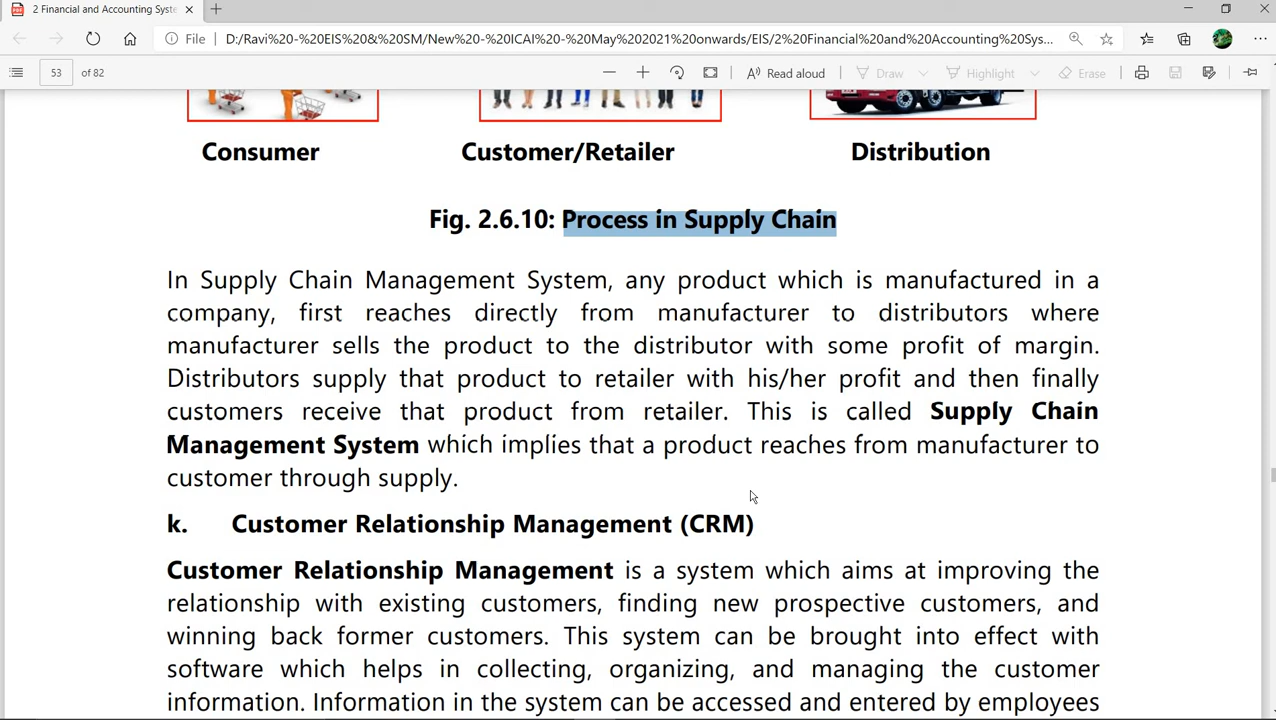 2 Financial and Accounting Syste
File D:/Ravi%20-%20EIS%20&%20SM/New%20-%20ICAI%20-%20May%202021%20onwards/EIS/2%20Financial%20and%20Accounting%20Sys...
53 of 82 Read aloud Draw Highlight Erase
Consumer Customer/Retailer Distribution
Fig. 2.6.10: Process in Supply Chain
In Supply Chain Management System, any product which is manufactured in a
company, first reaches directly from manufacturer to distributors where
manufacturer sells the product to the distributor with some profit of margin.
Distributors supply that product to retailer with his/her profit and then finally
customers receive that product from retailer. This is called Supply Chain
Management System which implies that a product reaches from manufacturer to
customer through supply.
k. Customer Relationship Management (CRM)
Customer Relationship Management is a system which aims at improving the
relationship with existing customers, finding new prospective customers, and
winning back former customers. This system can be brought into effect with
software which helps in collecting, organizing, and managing the customer
information. Information in the system can be accessed and entered by employees